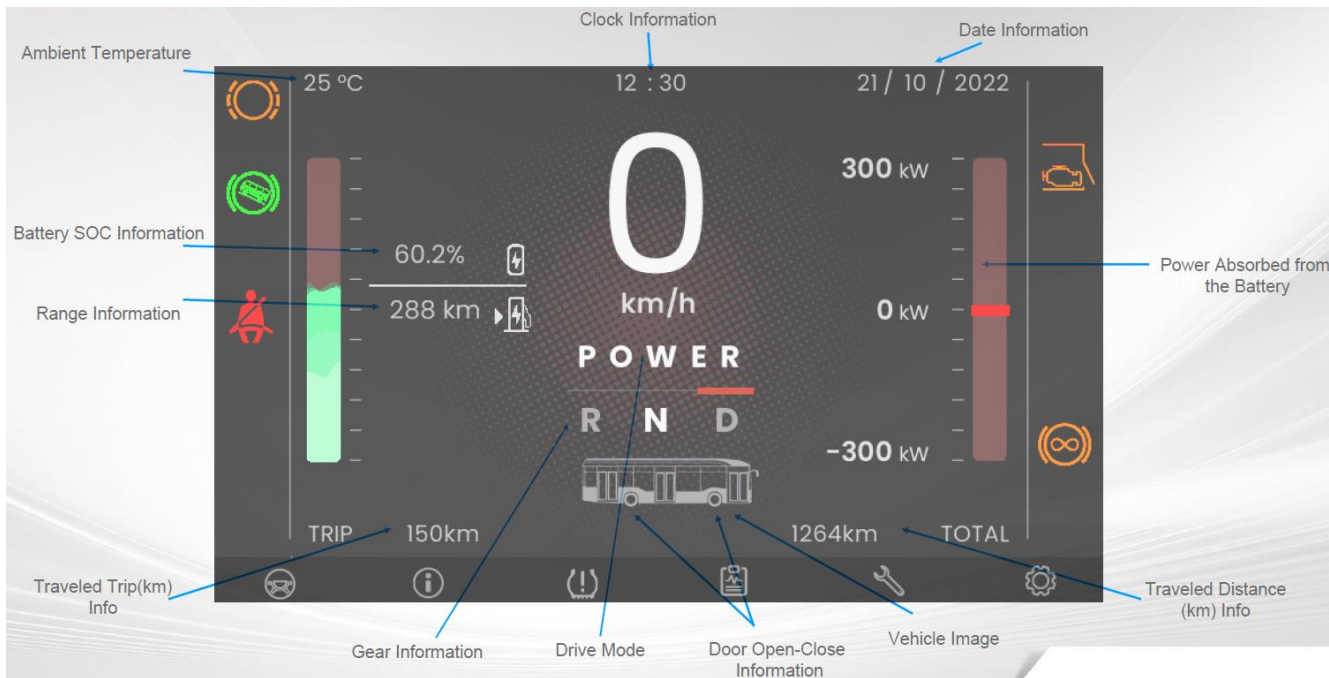 Clock Information
Date Information
Ambient Temperature
25 °C
12 : 30
21 / 10 / 2022
0
km/h
300 kW
Battery SOC Information
60.2%
Power Absorbed from
the Battery
Range Information
288 km
0 kW
POWER
R N D
-300 kW
TRIP 150km
1264km TOTAL
Traveled Trip(km)
Info
Traveled Distance
(km) Info
Gear Information
Drive Mode
Door Open-Close
Information
Vehicle Image